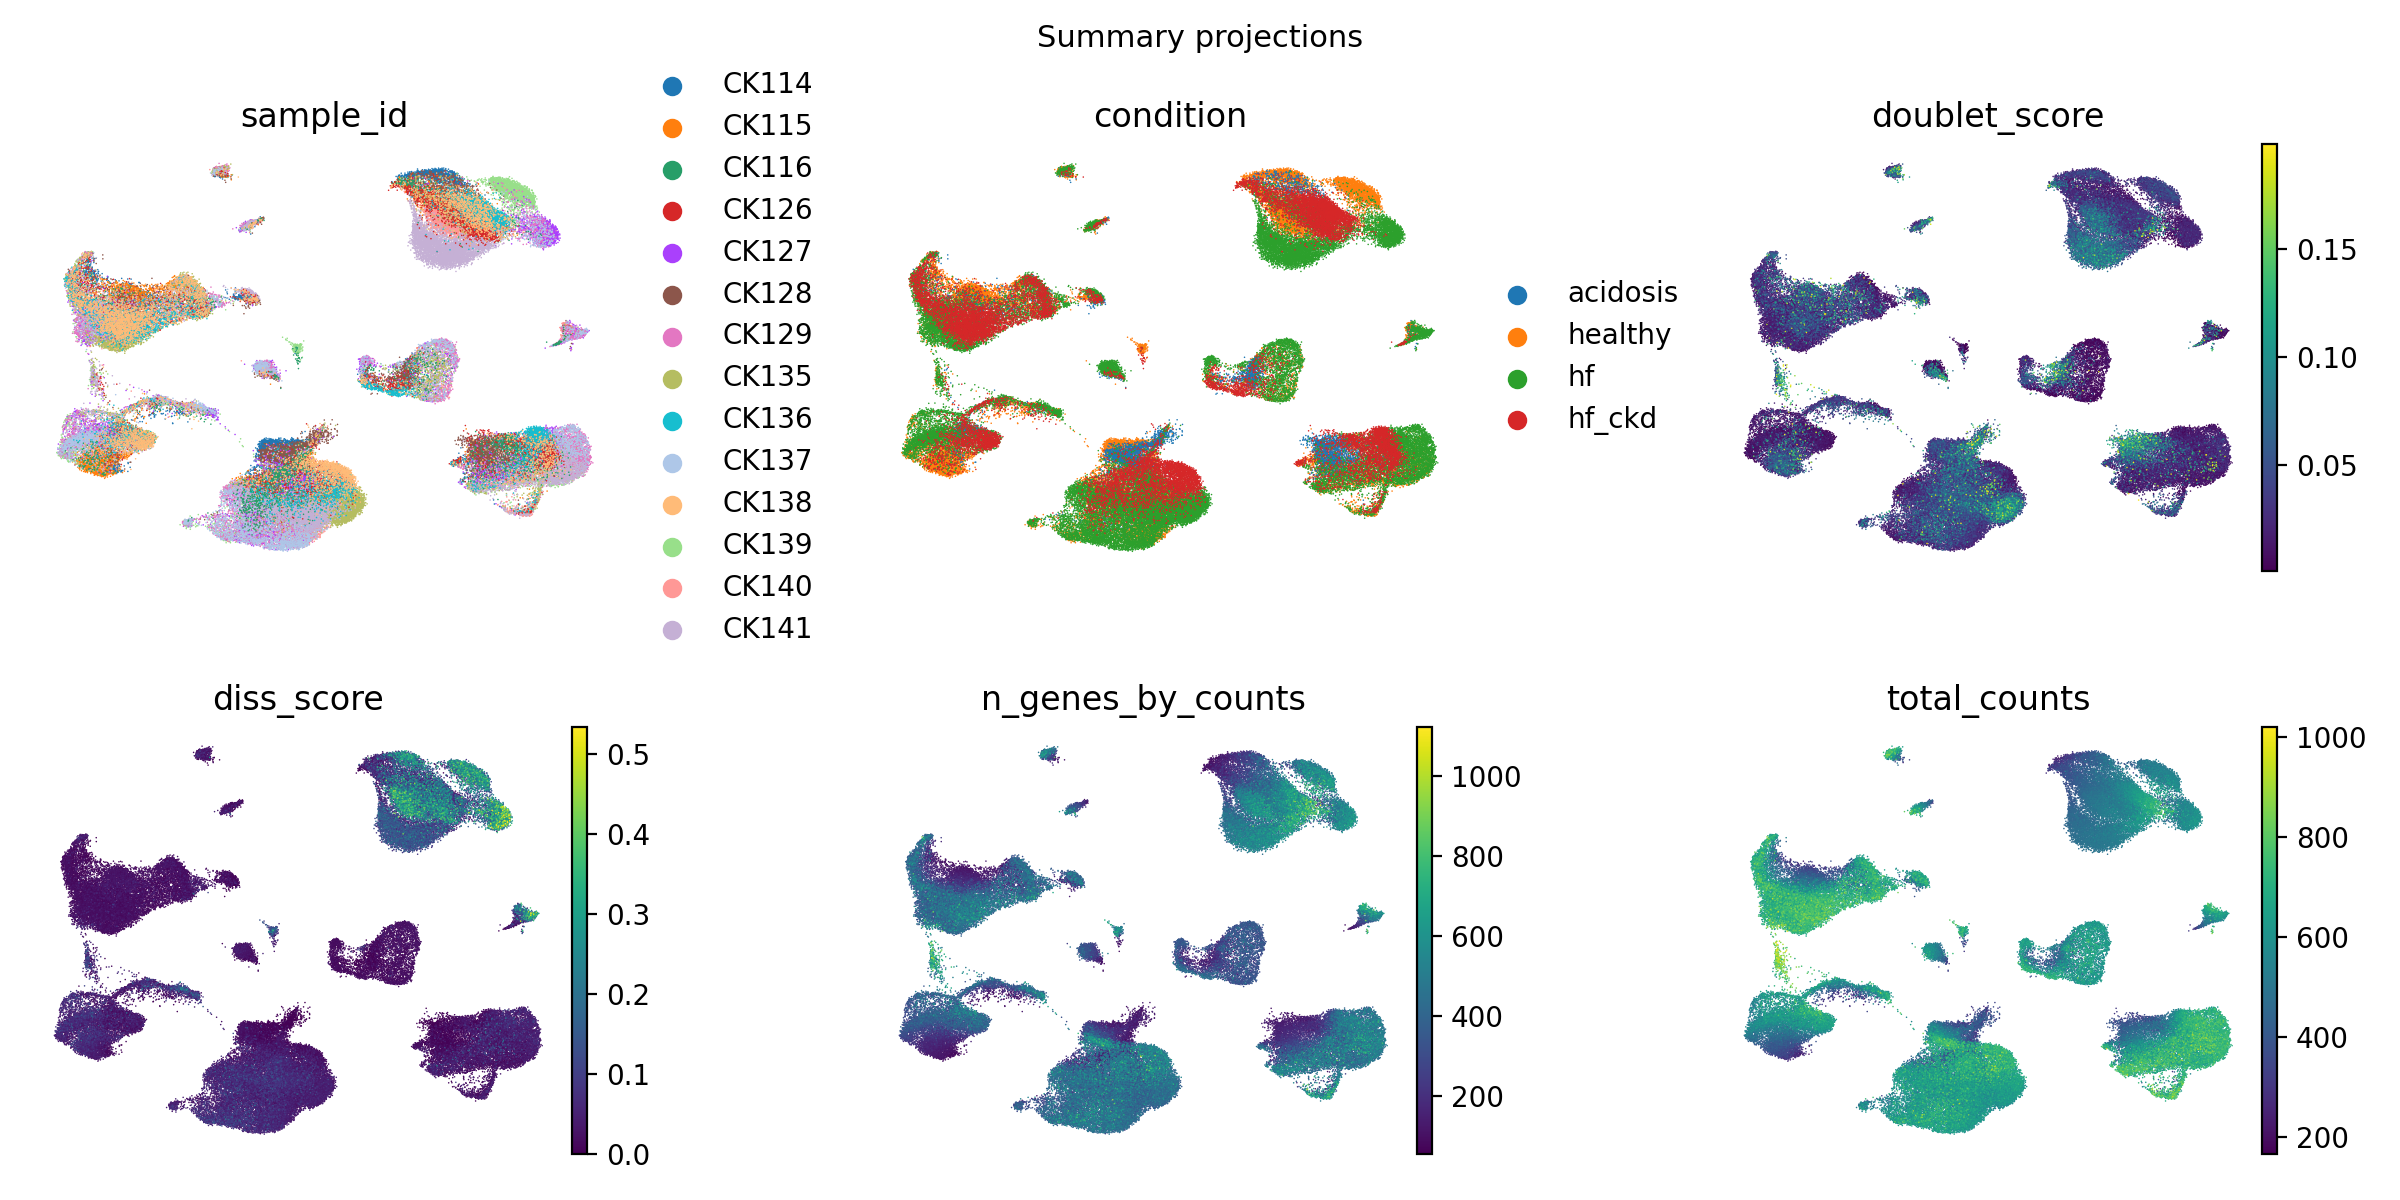 Summary projections
sample_id
CK114
CK115
CK116
CK126
CK127
CK128
CK129
CK135
CK136
CK137
CK138
CK139
CK140
CK141
condition
acidosis
healthy
hf
hf_ckd
doublet_score
0.15
0.10
0.05
diss_score
0.5
0.4
0.3
0.2
0.1
0.0
n_genes_by_counts
1000
800
600
400
200
total_counts
1000
800
600
400
200